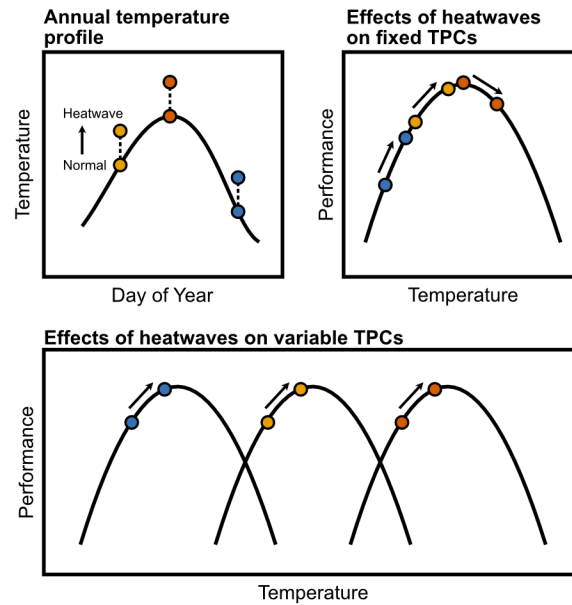 Annual temperature
profile
Temperature
Heatwave
Normal
Day of Year
Effects of heatwaves
on fixed TPCs
Performance
Temperature
Effects of heatwaves on variable TPCs
Performance
Temperature